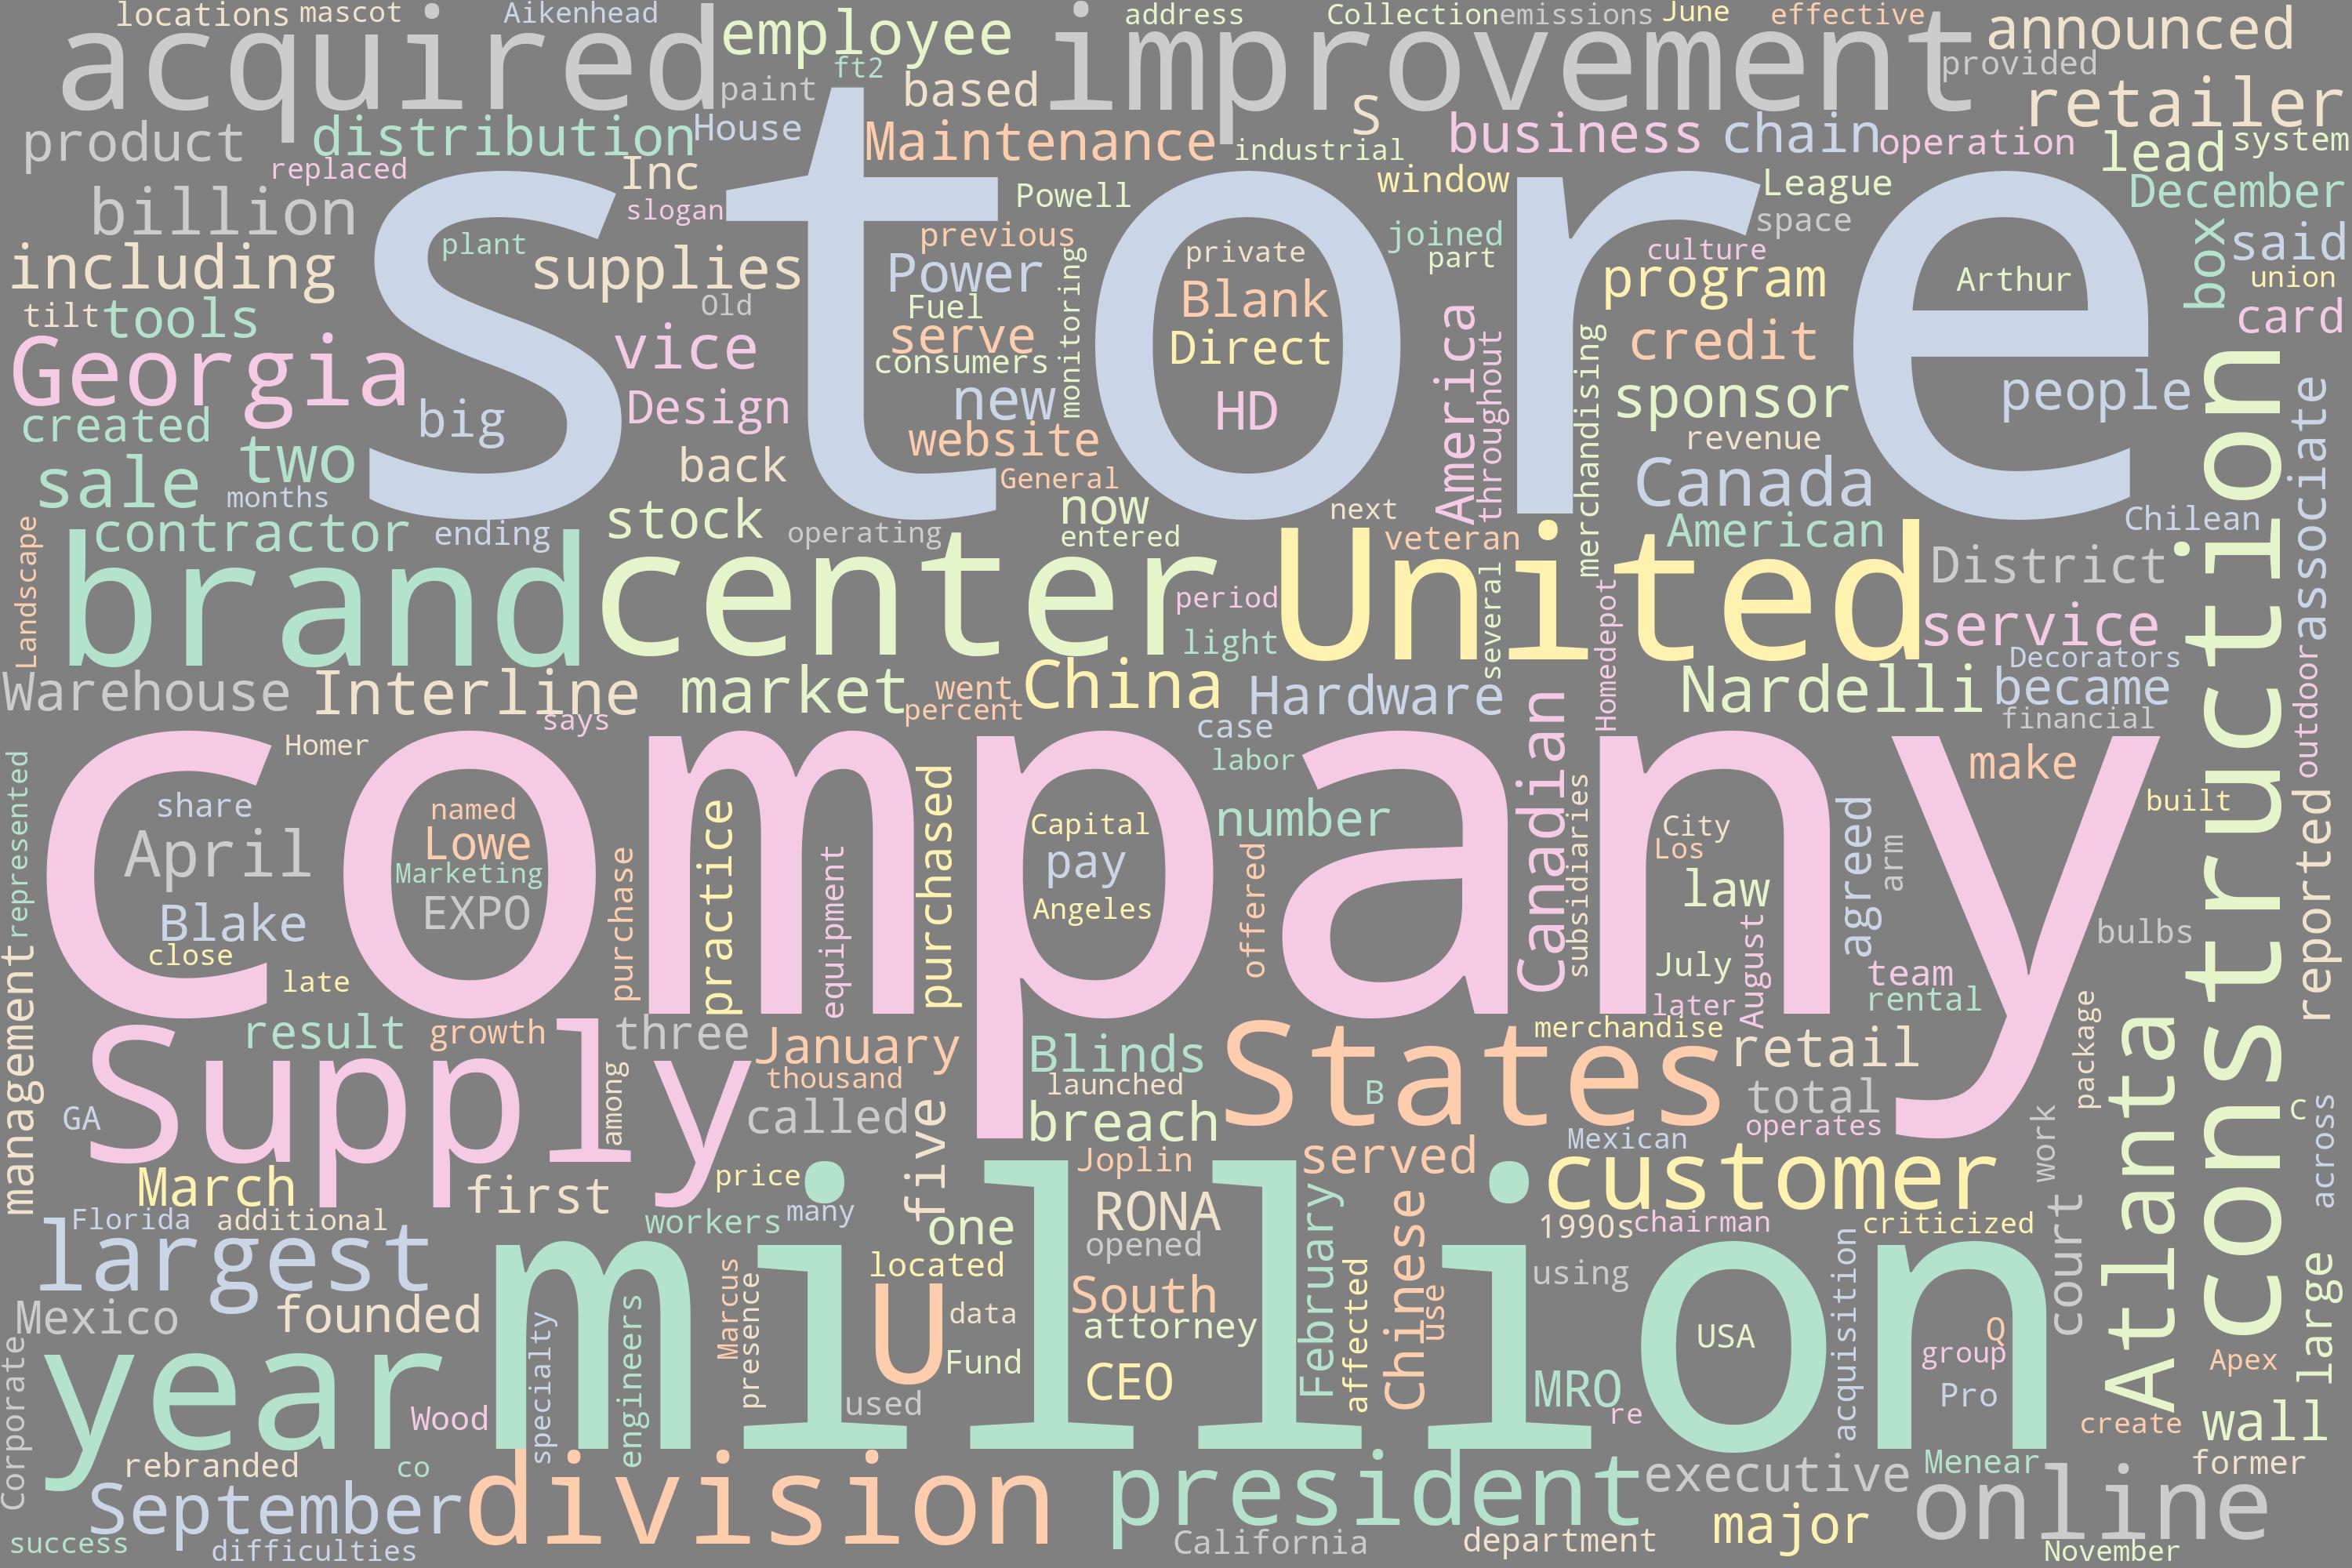 locations mascot Aikenhead address Collection emissions June effective
acquired employee improvement announced
ft2 provided
paint based S retailer
product distribution House Maintenance industrial business chain operation lead system
replaced Inc window League December
billion slogan Powell space
plant previous joined culture box said
including supplies Power private part program Arthur union
tilt tools Old Fuel monitoring Blank card
store
Georgia vice serve Direct America credit
consumers throughout merchandising people
created big Design new HD sponsor associate
two website revenue
sale back General Canada
months stock now next Chilean
contractor ending operating entered veteran American
Landscape brand center United District construction
period several Homedepot service
light Decorators outdoor
Warehouse Interline market went China Hardware Nardelli became
says percent case financial
Homer labor make
company
represented share named Capital number Canadian City built
April Lowe practice purchased pay subsidiaries Los agreed arm reported
Marketing equipment
Blake EXPO purchase Angeles offered law bulbs
close July August team
late later rental
management result growth three January Blinds merchandise retail package
Supply thousand launched States total Atlanta
GA among called five breach B operates work C across
Mexican
March first price Joplin served customer
Florida additional workers many one RONA 1990s chairman criticized
largest million opened February Chinese court large
located using
Mexico founded Marcus U data South use acquisition
Corporate specialty engineers presence attorney affected USA Q
year Fund group Apex
Wood used CEO MRO Pro
re create wall
rebranded co Menear former
September division president executive online
success difficulties California department major November